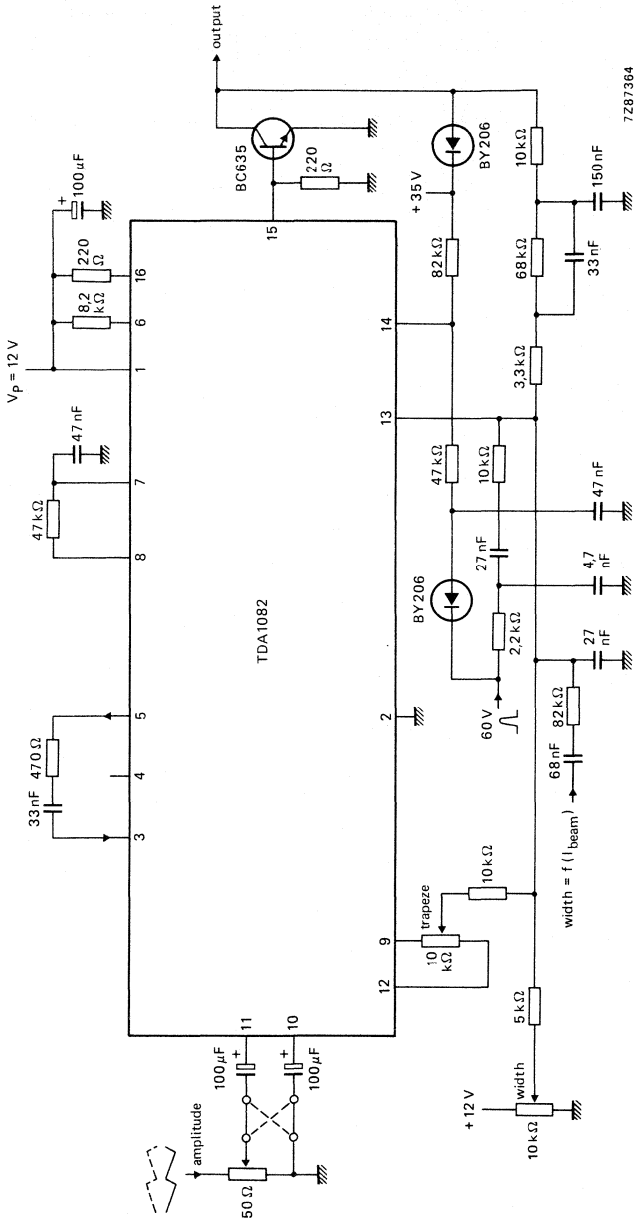 V_P = 12 V
+
100 μF
8,2
kΩ
220
Ω
47 kΩ
47 nF
33 nF
470 Ω
3
4
5
8
7
1
6
16
15
BC635
output
220
Ω
TDA1082
amplitude
50 Ω
100 μF
+
100 μF
+
11
10
12
9
2
13
14
10
kΩ
trapeze
10 kΩ
60 V
BY206
47 kΩ
82 kΩ
+ 35 V
BY206
2,2 kΩ
27 nF
10 kΩ
3,3 kΩ
68 kΩ
10 kΩ
33 nF
150 nF
47 nF
4,7
nF
27
nF
68 nF
82 kΩ
width = f (I_beam)
+ 12 V
10 kΩ
width
5 kΩ
7Z87364